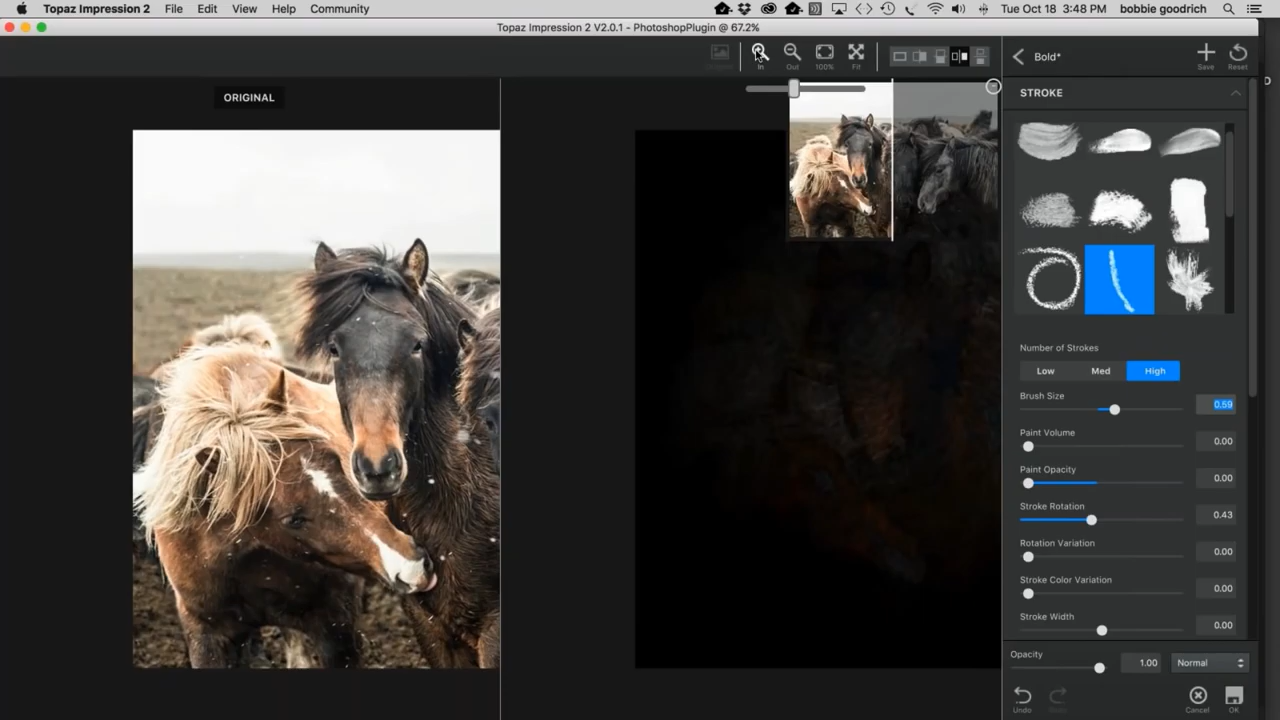 Topaz Impression 2 File Edit View Help Community Tue Oct 18 3:48 PM bobbie goodrich
Topaz Impression 2 V2.0.1 - PhotoshopPlugin @ 67.2%
In Out 100% Fit
Bold*
Save Reset
ORIGINAL
STROKE
Number of Strokes
Low Med High
Brush Size 0.59
Paint Volume 0.00
Paint Opacity 0.00
Stroke Rotation 0.43
Rotation Variation 0.00
Stroke Color Variation 0.00
Stroke Width 0.00
Opacity 1.00 Normal
Undo Cancel OK